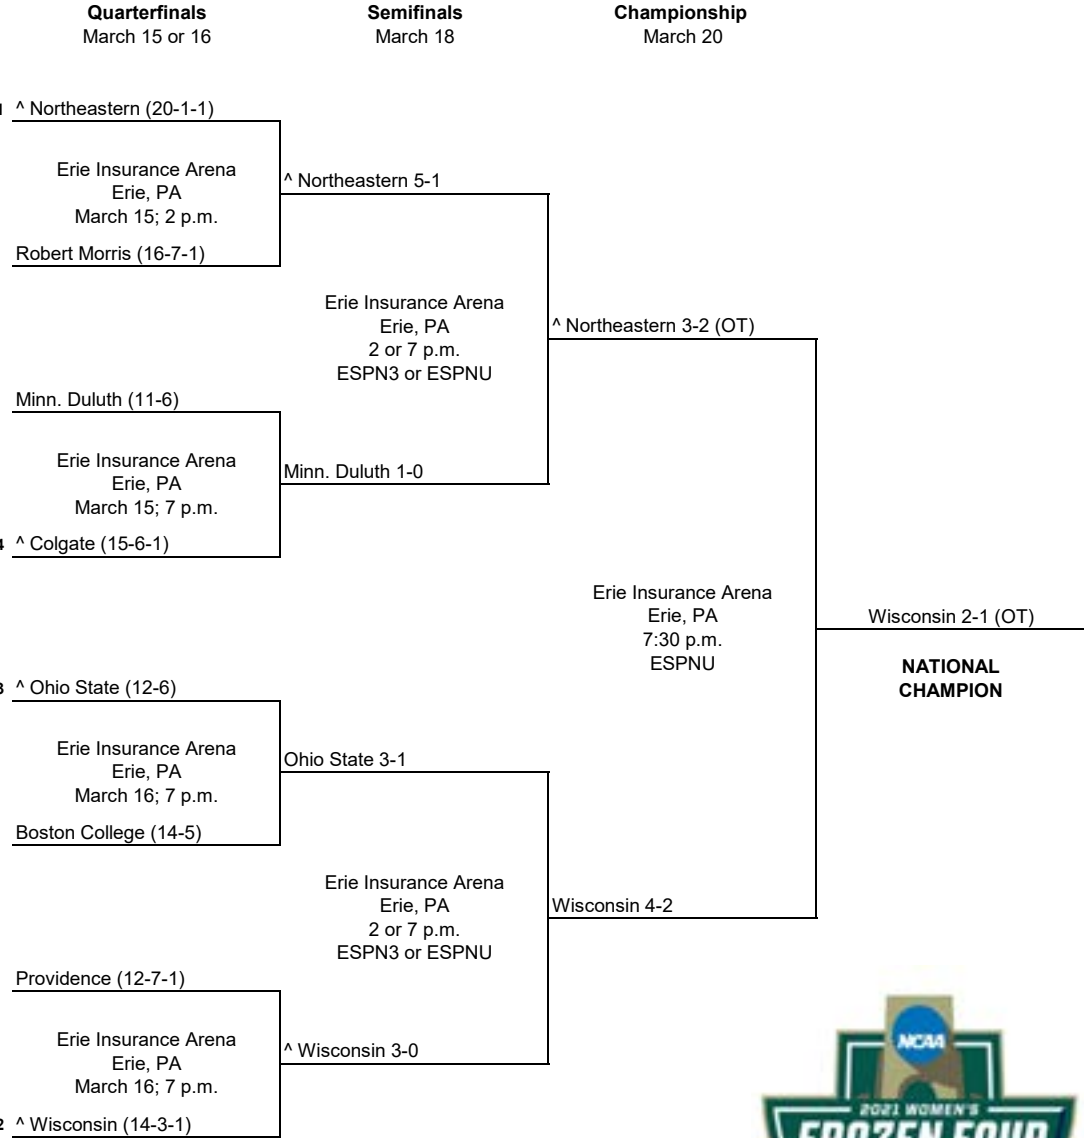 Quarterfinals
March 15 or 16
Semifinals
March 18
Championship
March 20
^ Northeastern (20-1-1)
Erie Insurance Arena
Erie, PA
March 15; 2 p.m.
Robert Morris (16-7-1)
^ Northeastern 5-1
Erie Insurance Arena
Erie, PA
2 or 7 p.m.
ESPN3 or ESPNU
^ Northeastern 3-2 (OT)
Minn. Duluth (11-6)
Erie Insurance Arena
Erie, PA
March 15; 7 p.m.
4 ^ Colgate (15-6-1)
Minn. Duluth 1-0
Erie Insurance Arena
Erie, PA
7:30 p.m.
ESPNU
Wisconsin 2-1 (OT)
NATIONAL
CHAMPION
3 ^ Ohio State (12-6)
Erie Insurance Arena
Erie, PA
March 16; 7 p.m.
Boston College (14-5)
Ohio State 3-1
Erie Insurance Arena
Erie, PA
2 or 7 p.m.
ESPN3 or ESPNU
Wisconsin 4-2
Providence (12-7-1)
Erie Insurance Arena
Erie, PA
March 16; 7 p.m.
2 ^ Wisconsin (14-3-1)
^ Wisconsin 3-0
NCAA
2021 WOMEN'S
FROZEN FOUR